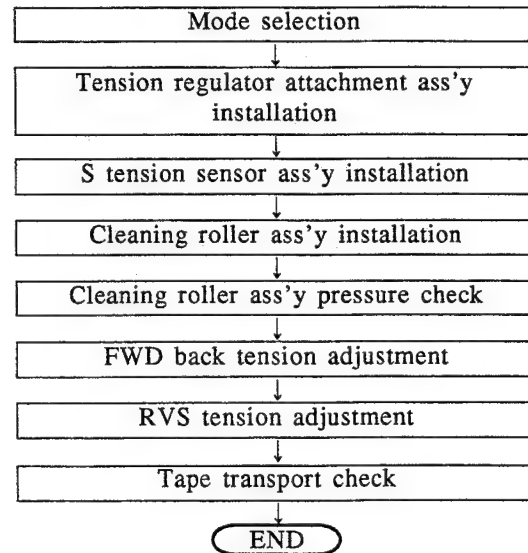 Mode selection
Tension regulator attachment ass'y
installation
S tension sensor ass'y installation
Cleaning roller ass'y installation
Cleaning roller ass'y pressure check
FWD back tension adjustment
RVS tension adjustment
Tape transport check
END